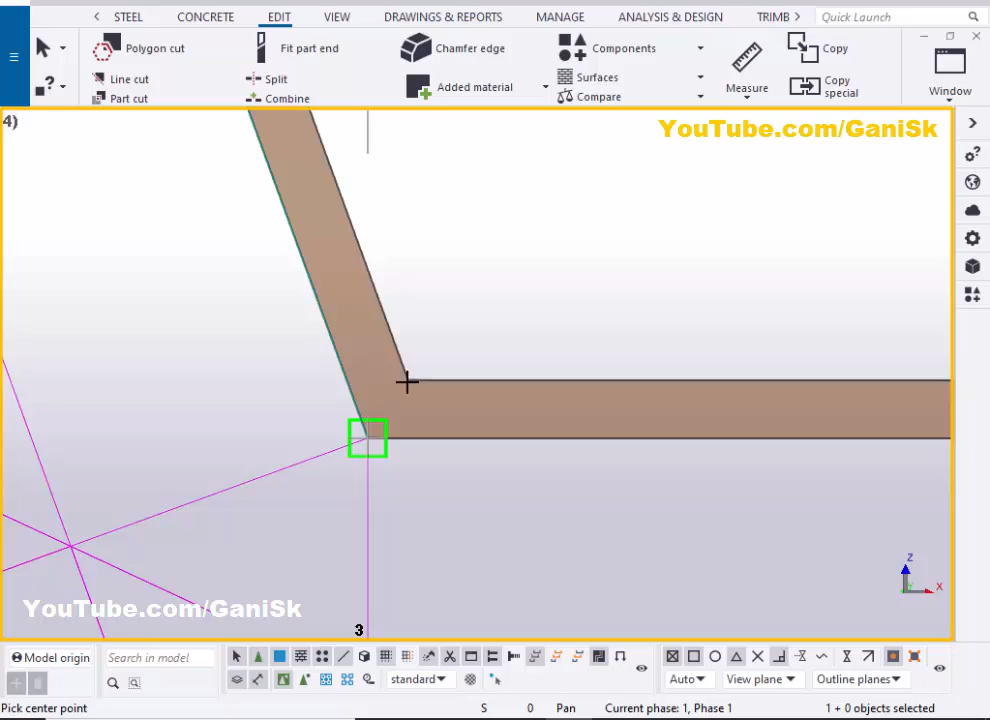 STEEL CONCRETE EDIT VIEW DRAWINGS & REPORTS MANAGE ANALYSIS & DESIGN TRIMB Quick Launch
Polygon cut Fit part end Chamfer edge Components Copy
Line cut Split Added material Surfaces Measure Copy special Window
Part cut Combine Compare
4)
YouTube.com/GaniSk
Z
Y
X
YouTube.com/GaniSk
3
Model origin Search in model
standard Auto View plane Outline planes
Pick center point S 0 Pan Current phase: 1, Phase 1 1 + 0 objects selected